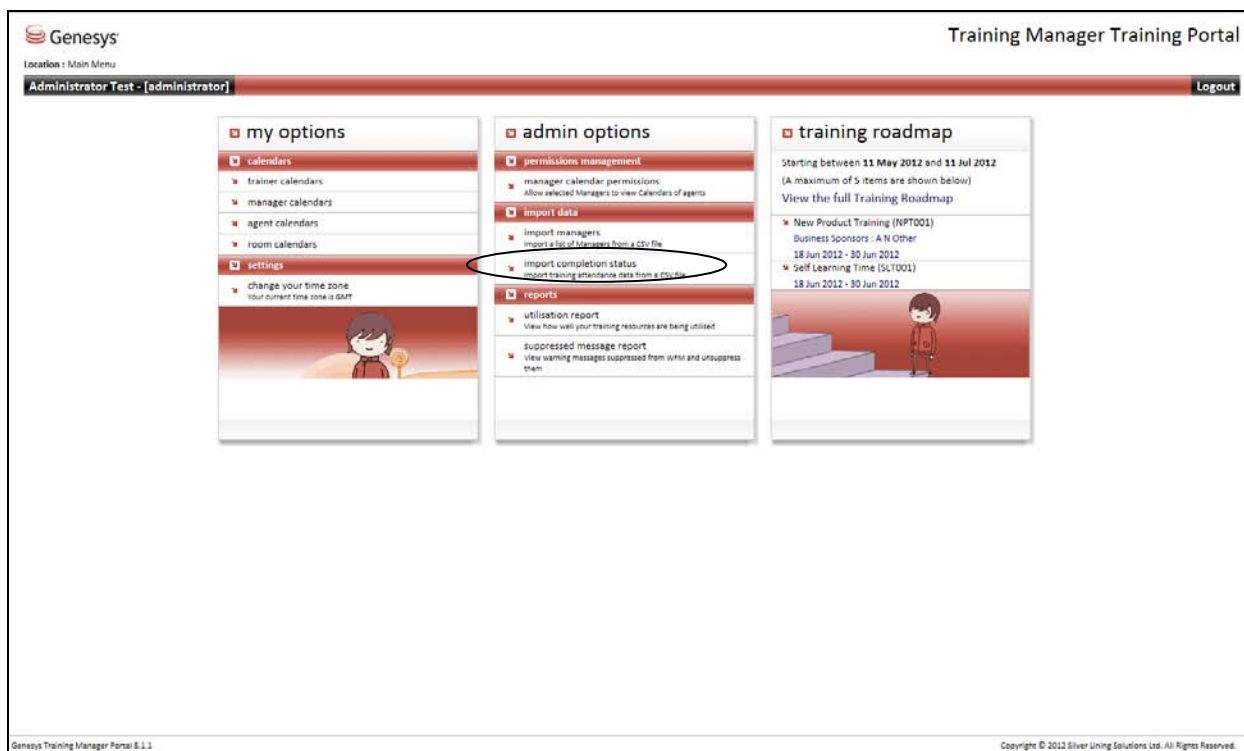 Genesys
Training Manager Training Portal
Location : Main Menu
Administrator Test - [administrator]
Logout
my options
calendars
trainer calendars
manager calendars
agent calendars
room calendars
settings
change your time zone
Your current time zone is GMT
admin options
permissions management
manager calendar permissions
Allow selected Managers to view Calendars of agents
import data
import managers
Import a list of Managers from a CSV file
import completion status
Import training attendance data from a CSV file
reports
utilisation report
View how well your training resources are being utilised
suppressed message report
View warning messages suppressed from WFM and unsuppress
them
training roadmap
Starting between 11 May 2012 and 11 Jul 2012
(A maximum of 5 items are shown below)
View the full Training Roadmap
New Product Training (NPT001)
Business Sponsors : A N Other
18 Jun 2012 - 30 Jun 2012
Self Learning Time (SLT001)
18 Jun 2012 - 30 Jun 2012
Genesys Training Manager Portal 8.1.1
Copyright © 2012 Silver Lining Solutions Ltd. All Rights Reserved.